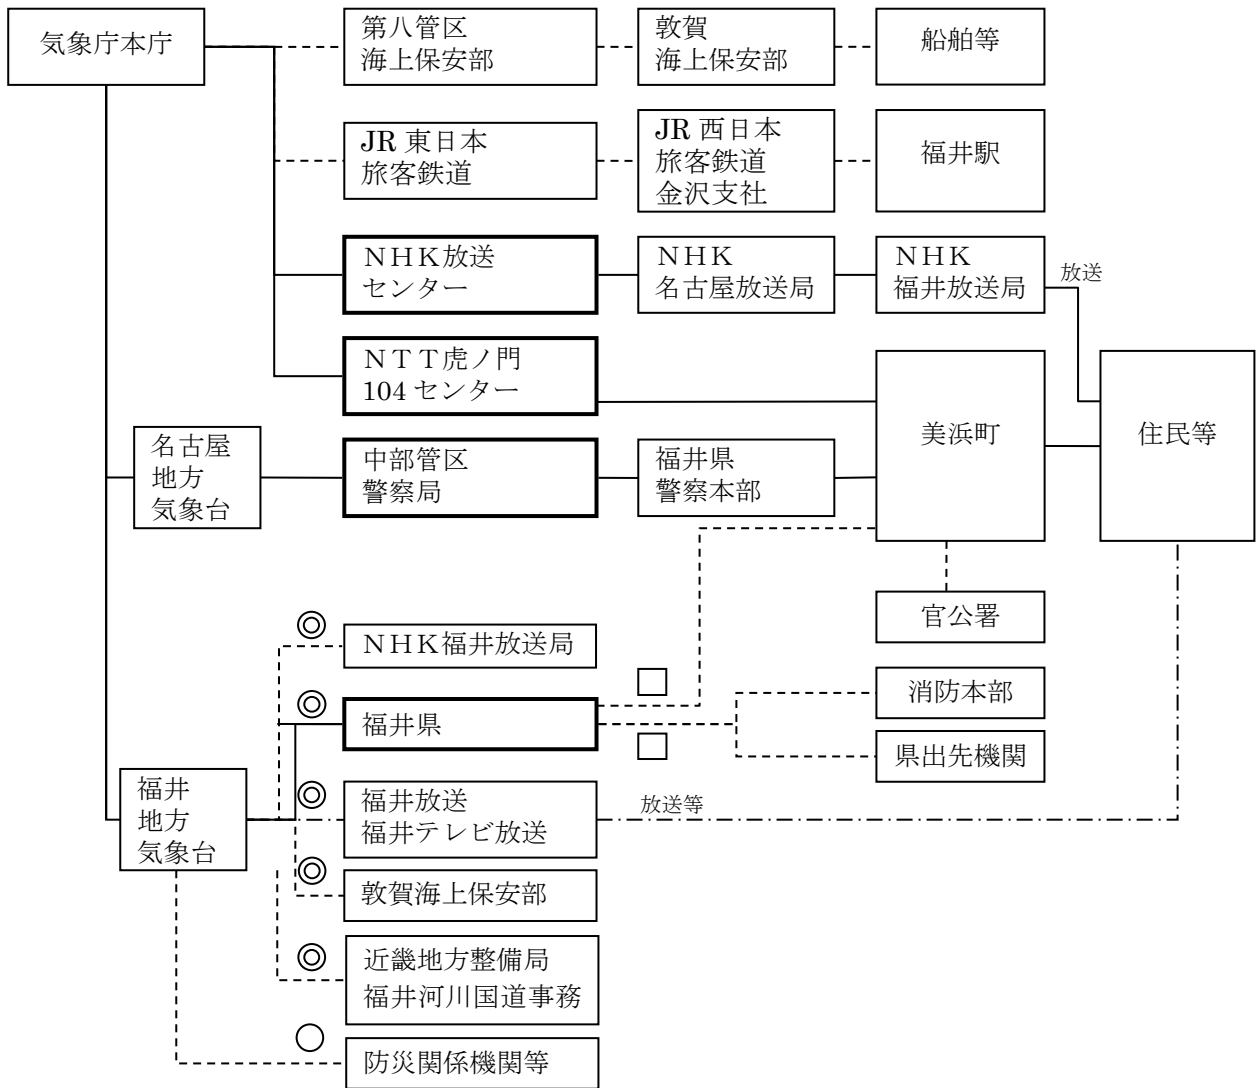 気象庁本庁
第八管区
海上保安部
敦賀
海上保安部
船舶等
JR 東日本
旅客鉄道
JR 西日本
旅客鉄道
金沢支社
福井駅
ＮＨＫ放送
センター
ＮＨＫ
名古屋放送局
ＮＨＫ
福井放送局
放送
ＮＴＴ虎ノ門
104 センター
美浜町
住民等
名古屋
地方
気象台
中部管区
警察局
福井県
警察本部
官公署
ＮＨＫ福井放送局
消防本部
福井県
県出先機関
福井
地方
気象台
福井放送
福井テレビ放送
放送等
敦賀海上保安部
近畿地方整備局
福井河川国道事務
防災関係機関等